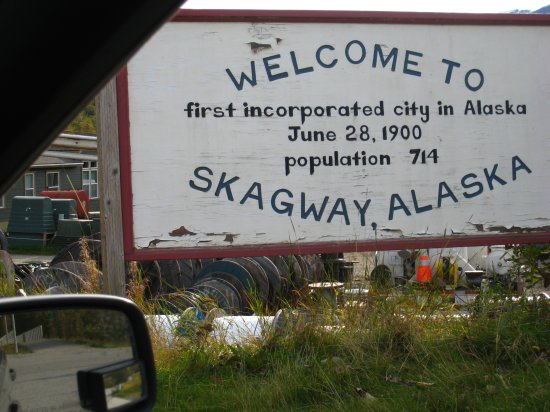 WELCOME TO
first incorporated city in Alaska
June 28, 1900
population 714
SKAGWAY, ALASKA